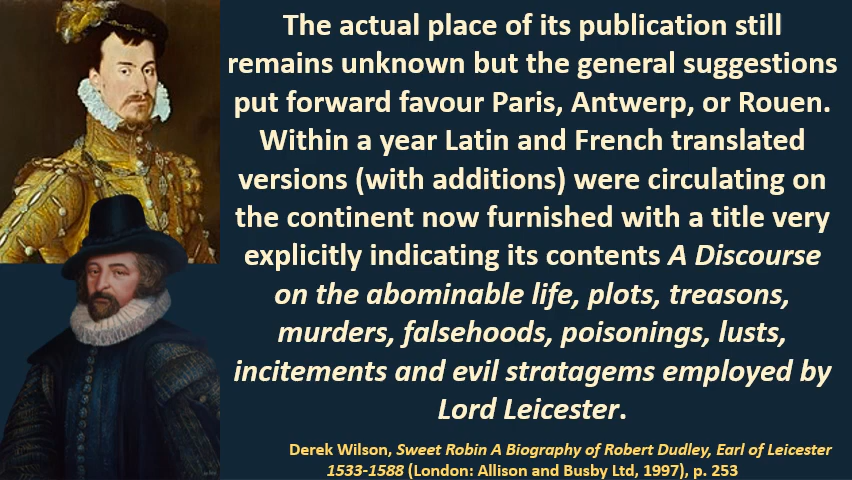 The actual place of its publication still
remains unknown but the general suggestions
put forward favour Paris, Antwerp, or Rouen.
Within a year Latin and French translated
versions (with additions) were circulating on
the continent now furnished with a title very
explicitly indicating its contents A Discourse
on the abominable life, plots, treasons,
murders, falsehoods, poisonings, lusts,
incitements and evil stratagems employed by
Lord Leicester.
Derek Wilson, Sweet Robin A Biography of Robert Dudley, Earl of Leicester
1533-1588 (London: Allison and Busby Ltd, 1997), p. 253